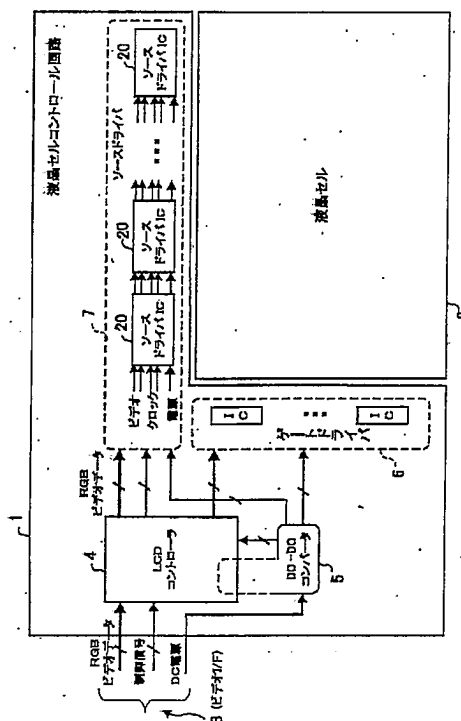 1
液晶セルコントロール回路
7
ソースドライバ
20
ソース
ドライバIC
20
ソース
ドライバIC
20
ソース
ドライバIC
ビデオ
クロック
電源
RGB
ビデオデータ
4
LCD
コントローラ
RGB
ビデオデータ
制御信号
DC電源
3 (ビデオI/F)
DC-DC
コンバータ
5
IC
IC
ゲートドライバ
6
液晶セル